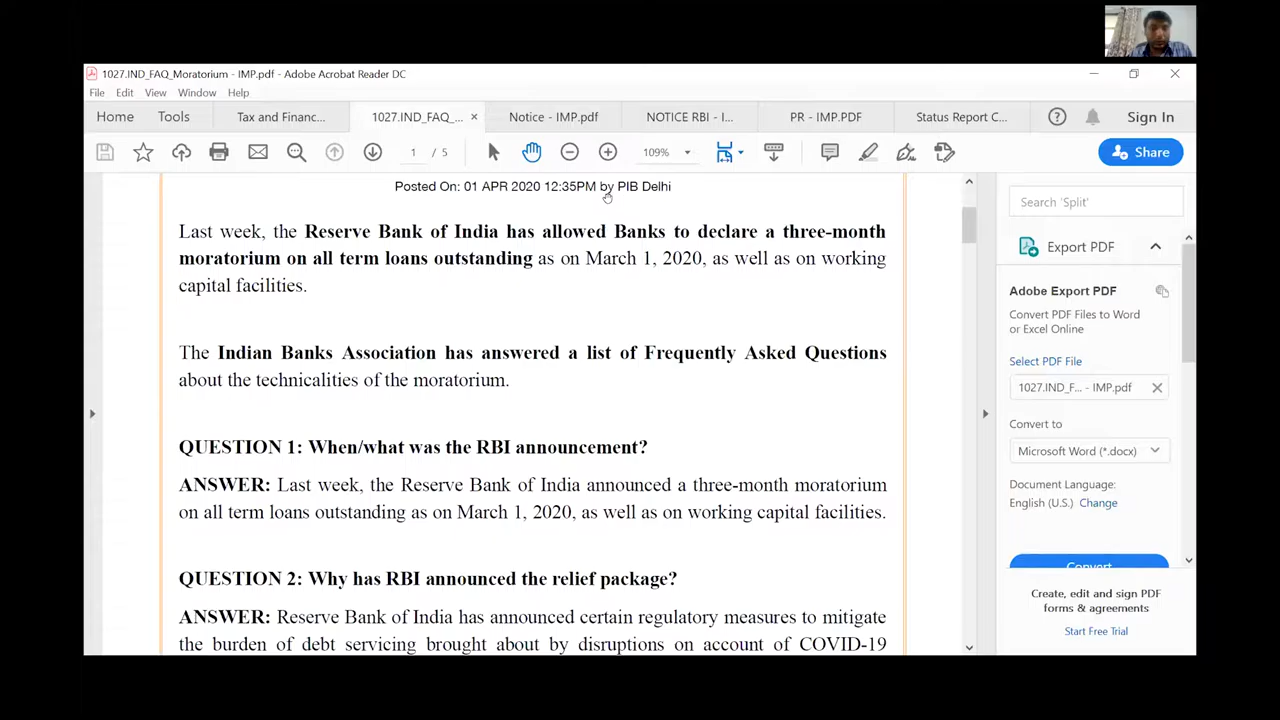 1027.IND_FAQ_Moratorium - IMP.pdf - Adobe Acrobat Reader DC
File Edit View Window Help
Home Tools Tax and Financ... 1027.IND_FAQ_... × Notice - IMP.pdf NOTICE RBI - I... PR - IMP.PDF Status Report C... Sign In
1 / 5 109% Share
Posted On: 01 APR 2020 12:35PM by PIB Delhi
Last week, the Reserve Bank of India has allowed Banks to declare a three-month
moratorium on all term loans outstanding as on March 1, 2020, as well as on working
capital facilities.
The Indian Banks Association has answered a list of Frequently Asked Questions
about the technicalities of the moratorium.
QUESTION 1: When/what was the RBI announcement?
ANSWER: Last week, the Reserve Bank of India announced a three-month moratorium
on all term loans outstanding as on March 1, 2020, as well as on working capital facilities.
QUESTION 2: Why has RBI announced the relief package?
ANSWER: Reserve Bank of India has announced certain regulatory measures to mitigate
the burden of debt servicing brought about by disruptions on account of COVID-19
Search 'Split'
Export PDF
Adobe Export PDF
Convert PDF Files to Word
or Excel Online
Select PDF File
1027.IND_F... - IMP.pdf
Convert to
Microsoft Word (*.docx)
Document Language:
English (U.S.) Change
Convert
Create, edit and sign PDF
forms & agreements
Start Free Trial